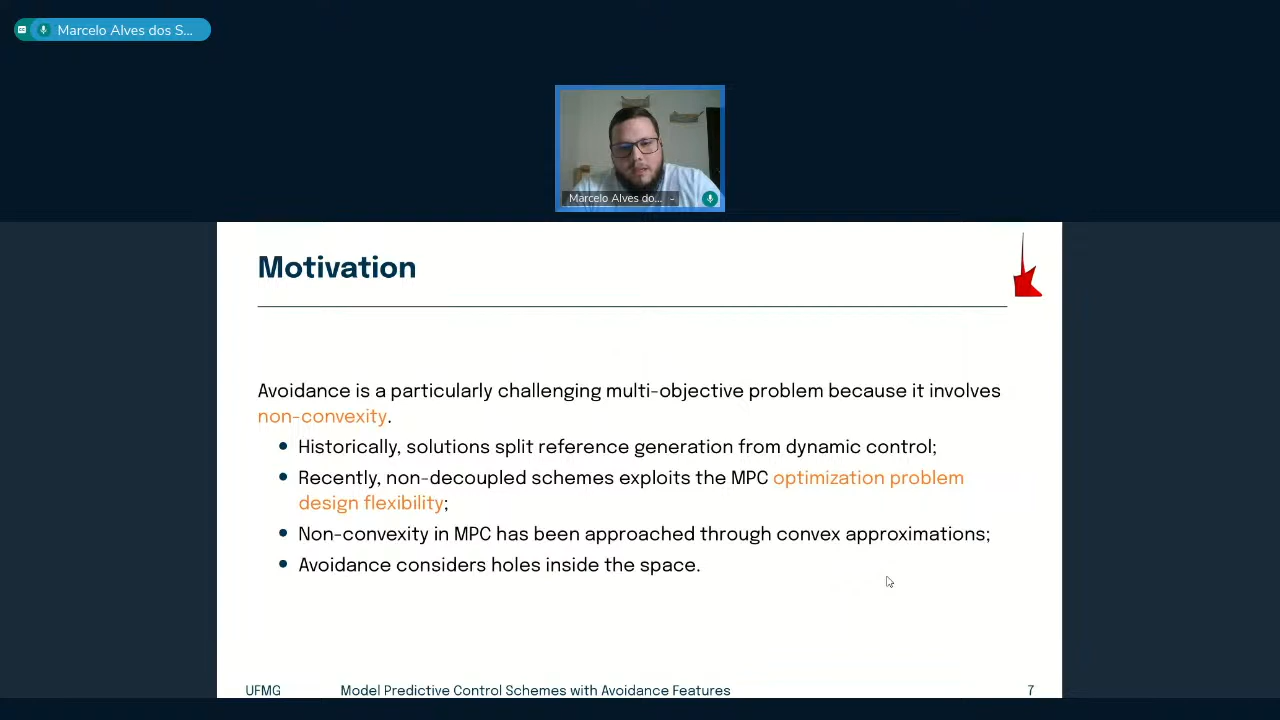 Marcelo Alves dos S...
Marcelo Alves do...
Motivation
Avoidance is a particularly challenging multi-objective problem because it involves
non-convexity.
Historically, solutions split reference generation from dynamic control;
Recently, non-decoupled schemes exploits the MPC optimization problem
design flexibility;
Non-convexity in MPC has been approached through convex approximations;
Avoidance considers holes inside the space.
UFMG Model Predictive Control Schemes with Avoidance Features 7